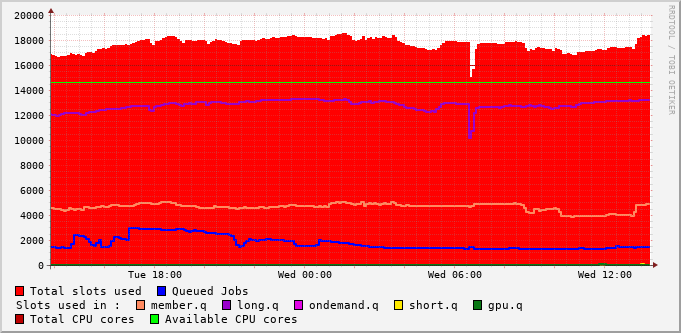 20000
18000
16000
14000
12000
10000
8000
6000
4000
2000
0
Tue 18:00 Wed 00:00 Wed 06:00 Wed 12:00
RRDTOOL / TOBI OETIKER
Total slots used Queued Jobs
Slots used in : member.q long.q ondemand.q short.q gpu.q
Total CPU cores Available CPU cores